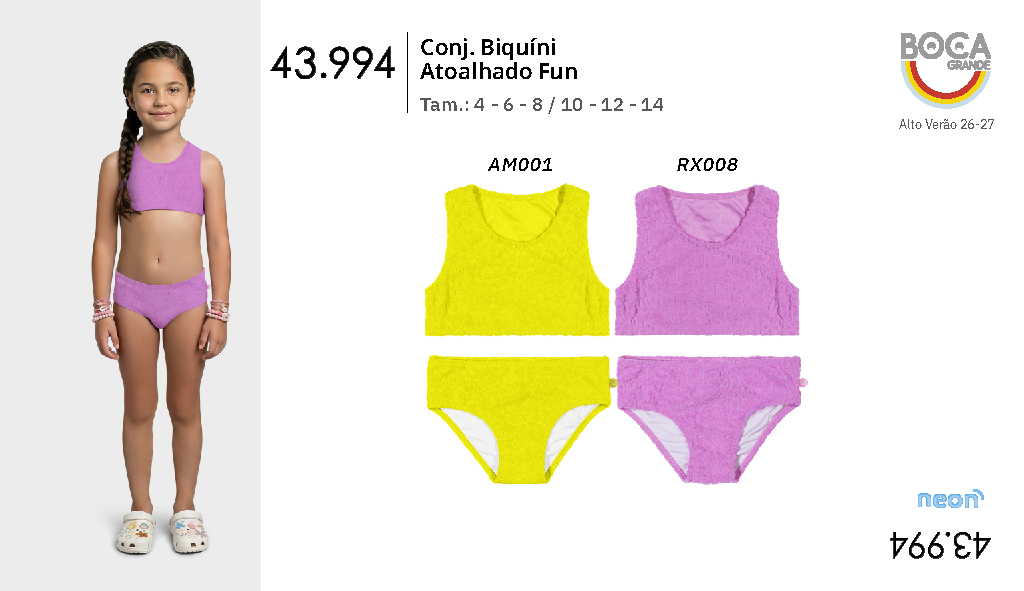 43.994
Conj. Biquíni
Atoalhado Fun
Tam.: 4 - 6 - 8 / 10 - 12 - 14
BOCA
GRANDE
Alto Verão 26-27
AM001
RX008
neon
43.994